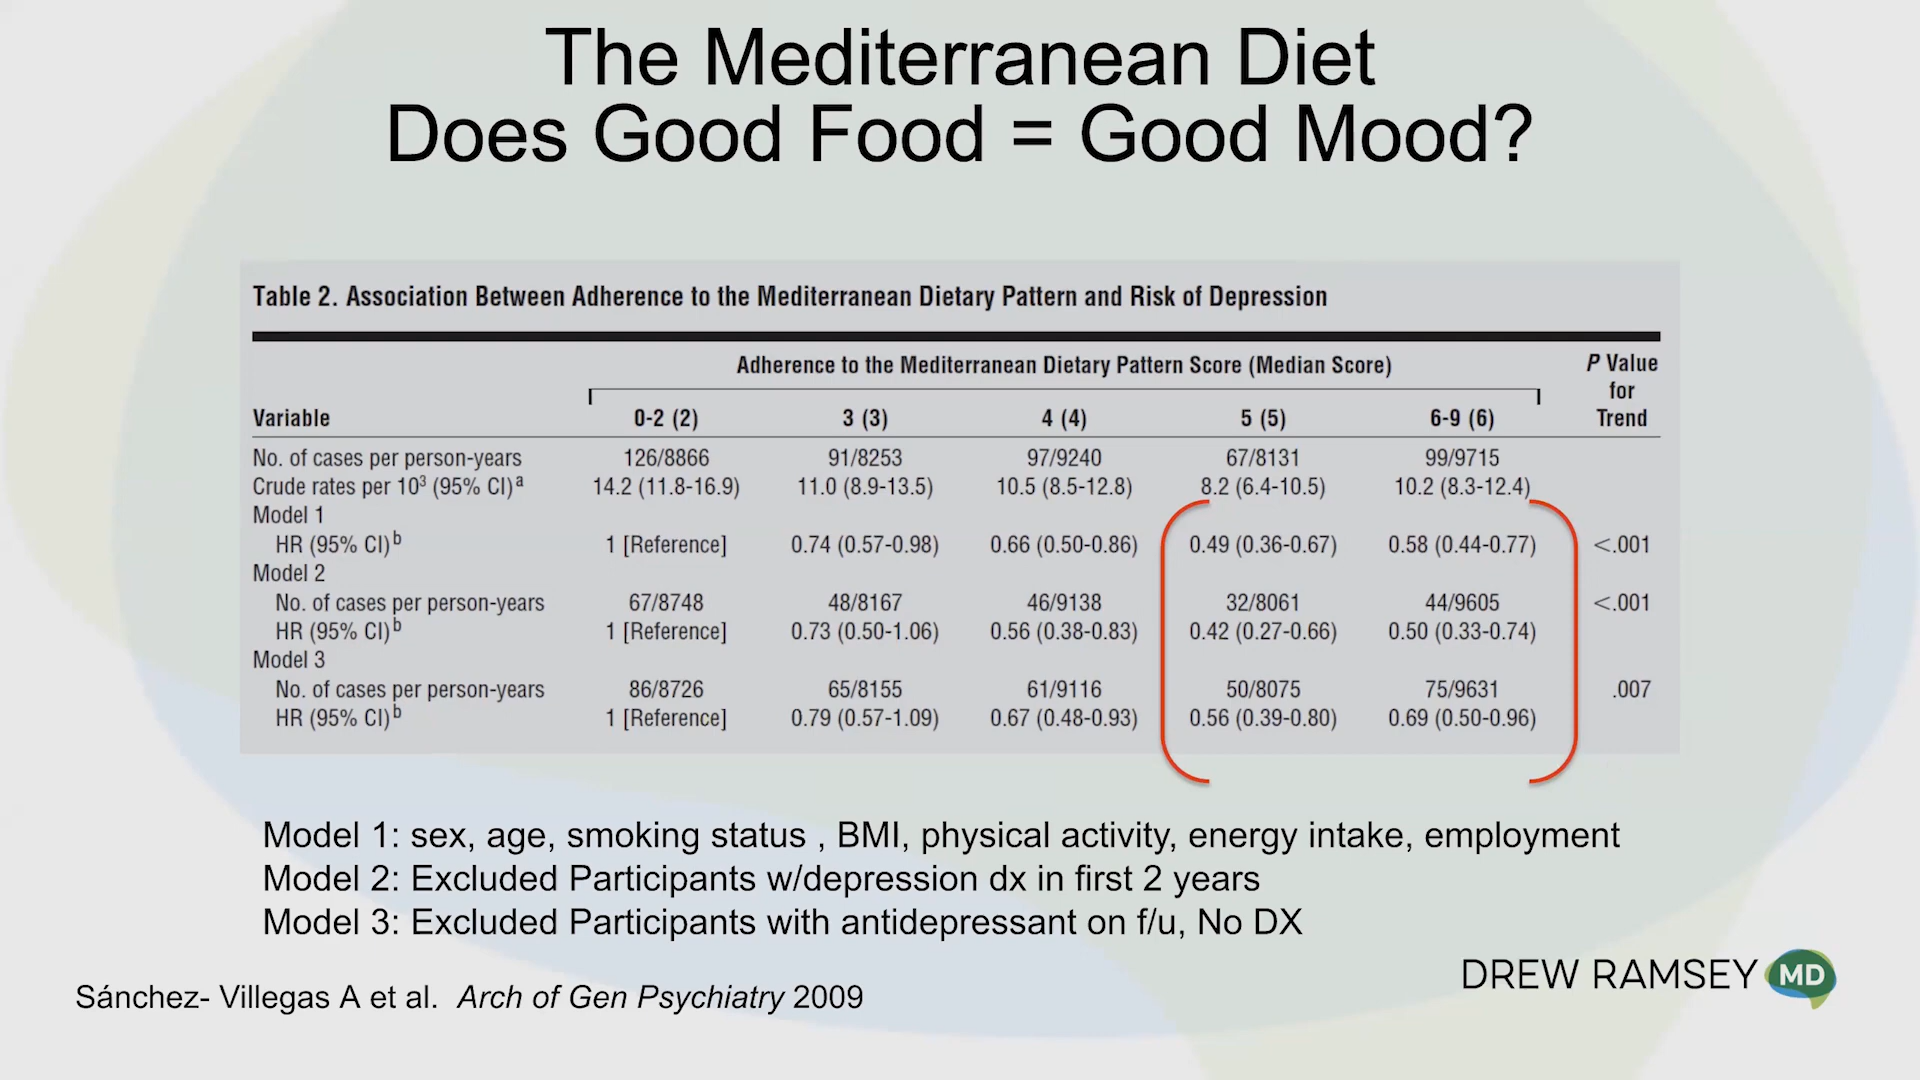 The Mediterranean Diet
Does Good Food = Good Mood?
Table 2. Association Between Adherence to the Mediterranean Dietary Pattern and Risk of Depression
Adherence to the Mediterranean Dietary Pattern Score (Median Score) P Value for Trend
Variable 0-2 (2) 3 (3) 4 (4) 5 (5) 6-9 (6)
No. of cases per person-years 126/8866 91/8253 97/9240 67/8131 99/9715
Crude rates per 10³ (95% CI)ᵃ 14.2 (11.8-16.9) 11.0 (8.9-13.5) 10.5 (8.5-12.8) 8.2 (6.4-10.5) 10.2 (8.3-12.4)
Model 1
HR (95% CI)ᵇ 1 [Reference] 0.74 (0.57-0.98) 0.66 (0.50-0.86) 0.49 (0.36-0.67) 0.58 (0.44-0.77) <.001
Model 2
No. of cases per person-years 67/8748 48/8167 46/9138 32/8061 44/9605 <.001
HR (95% CI)ᵇ 1 [Reference] 0.73 (0.50-1.06) 0.56 (0.38-0.83) 0.42 (0.27-0.66) 0.50 (0.33-0.74)
Model 3
No. of cases per person-years 86/8726 65/8155 61/9116 50/8075 75/9631 .007
HR (95% CI)ᵇ 1 [Reference] 0.79 (0.57-1.09) 0.67 (0.48-0.93) 0.56 (0.39-0.80) 0.69 (0.50-0.96)
Model 1: sex, age, smoking status , BMI, physical activity, energy intake, employment
Model 2: Excluded Participants w/depression dx in first 2 years
Model 3: Excluded Participants with antidepressant on f/u, No DX
DREW RAMSEY MD
Sánchez- Villegas A et al. Arch of Gen Psychiatry 2009